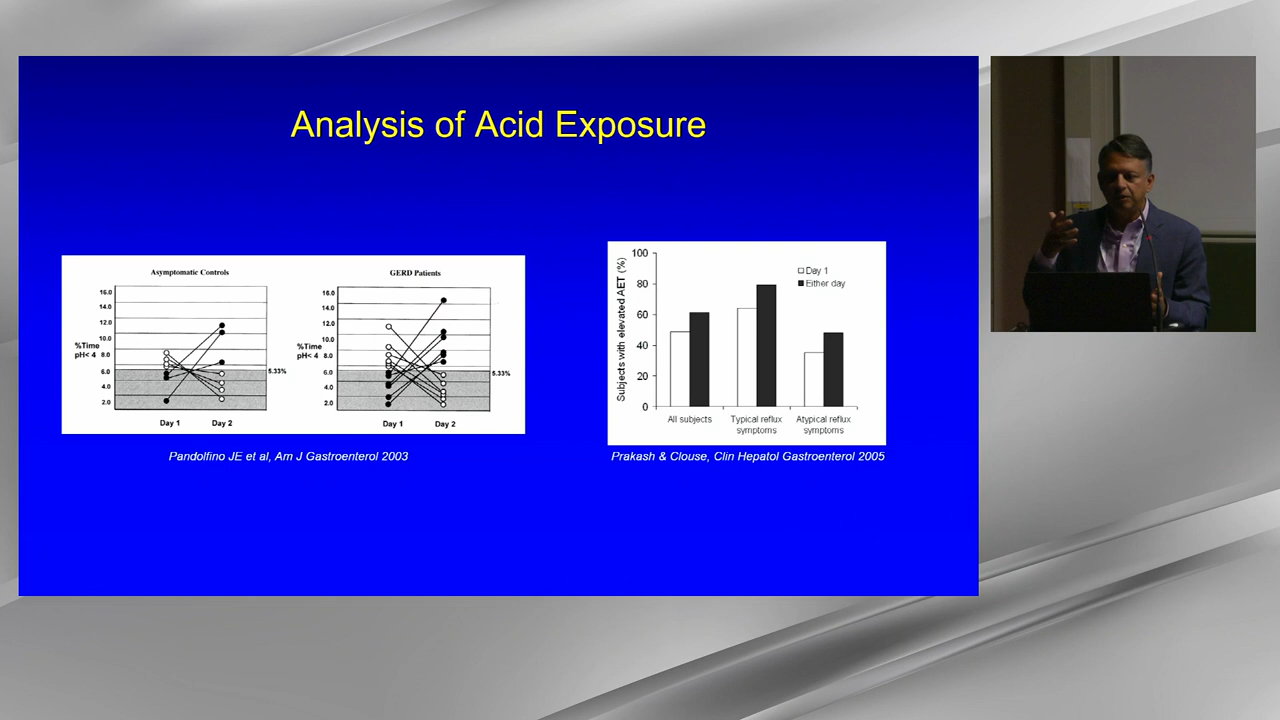 Analysis of Acid Exposure
Asymptomatic Controls
GERD Patients
16.0
14.0
12.0
10.0
8.0
6.0
4.0
2.0
%Time
pH< 4
5.33%
Day 1
Day 2
16.0
14.0
12.0
10.0
8.0
6.0
4.0
2.0
%Time
pH< 4
5.33%
Day 1
Day 2
Pandolfino JE et al, Am J Gastroenterol 2003
Subjects with elevated AET (%)
100
80
60
40
20
0
Day 1
Either day
All subjects
Typical reflux
symptoms
Atypical reflux
symptoms
Prakash & Clouse, Clin Hepatol Gastroenterol 2005